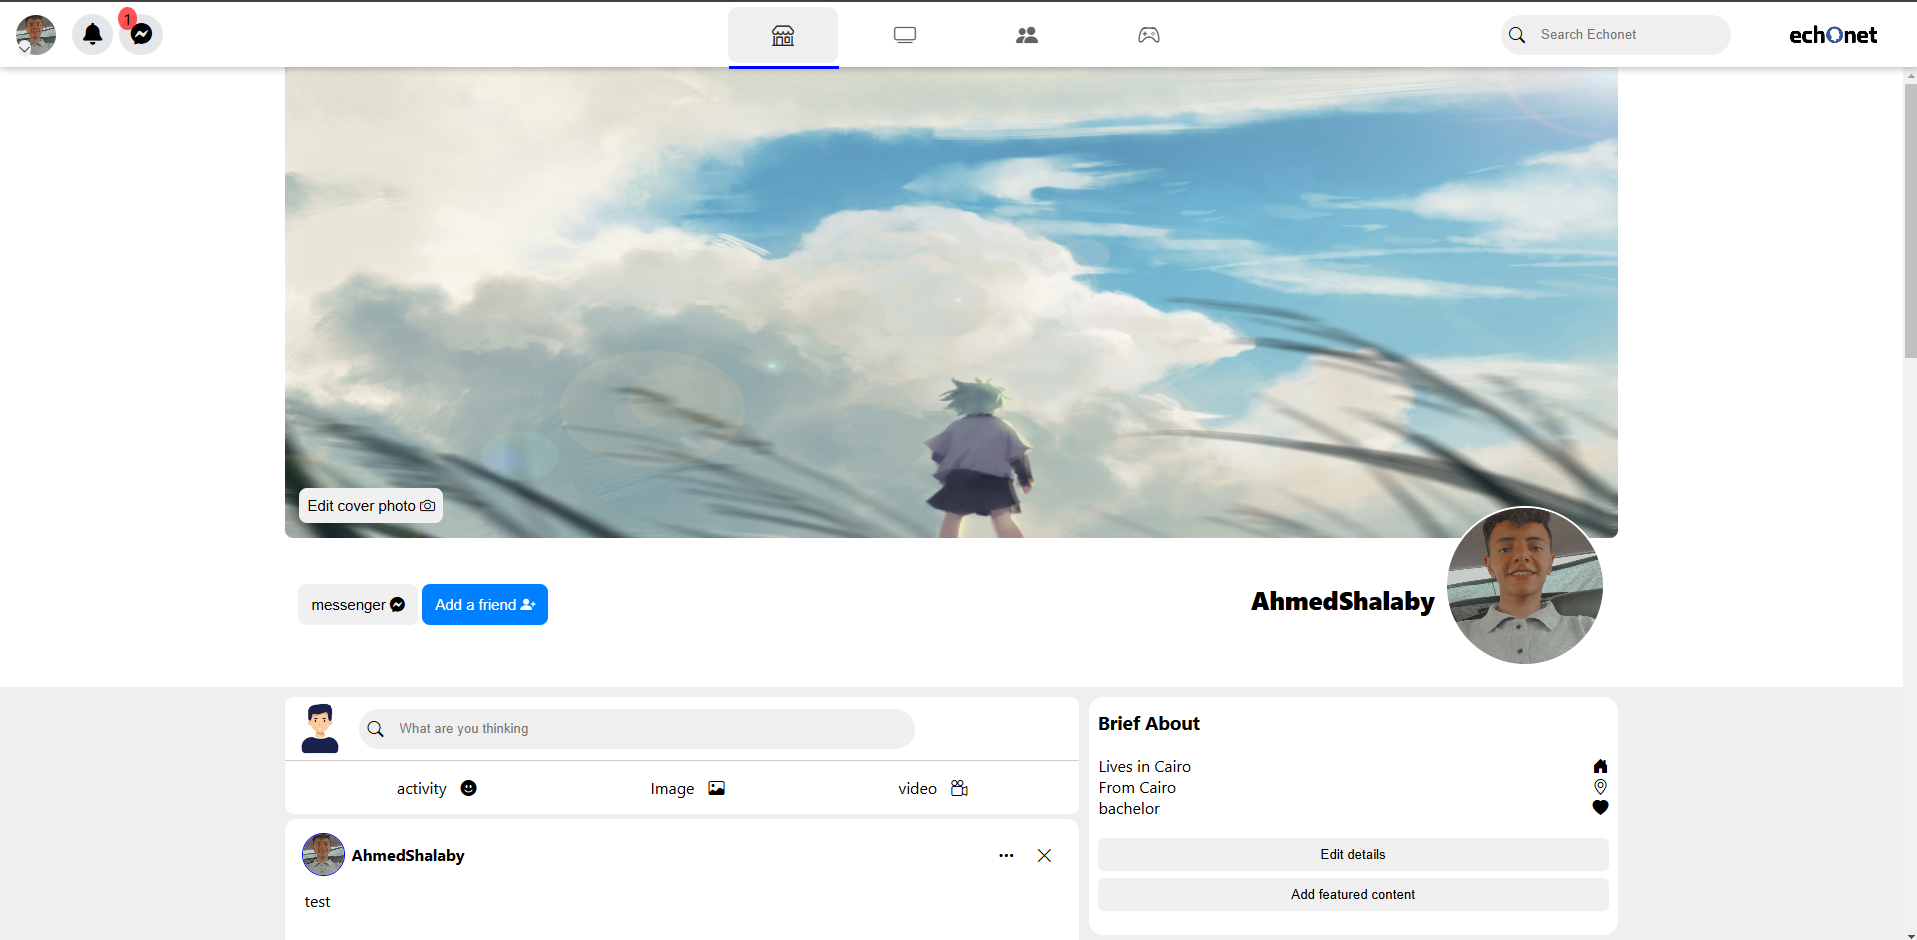 1
Search Echonet
echonet
Edit cover photo
messenger
Add a friend
AhmedShalaby
What are you thinking
activity
Image
video
AhmedShalaby
test
Brief About
Lives in Cairo
From Cairo
bachelor
Edit details
Add featured content